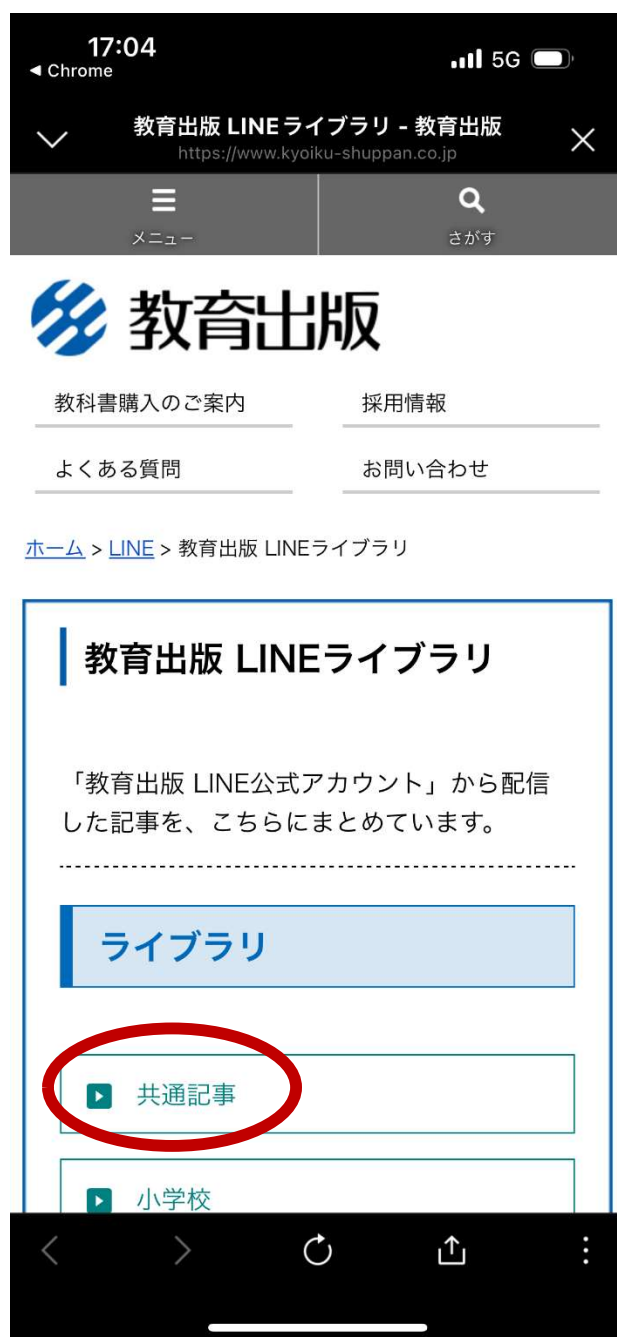 17:04
◀ Chrome
5G
教育出版 LINEライブラリ - 教育出版
https://www.kyoiku-shuppan.co.jp
メニュー
さがす
教育出版
教科書購入のご案内
採用情報
よくある質問
お問い合わせ
ホーム > LINE > 教育出版 LINEライブラリ
教育出版 LINEライブラリ
「教育出版 LINE公式アカウント」から配信
した記事を、こちらにまとめています。
ライブラリ
共通記事
小学校